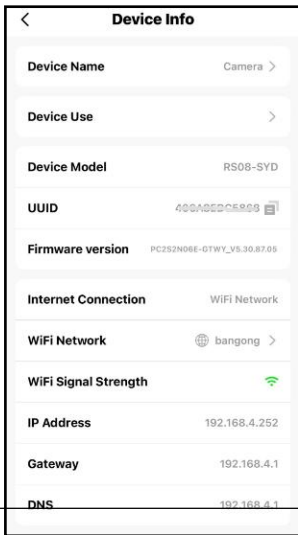 Device Info
Device Name Camera
Device Use
Device Model RS08-SYD
UUID
Firmware version PC2S2N06E-GTWY_V5.30.87.05
Internet Connection WiFi Network
WiFi Network bangong
WiFi Signal Strength
IP Address 192.168.4.252
Gateway 192.168.4.1
DNS 192.168.4.1